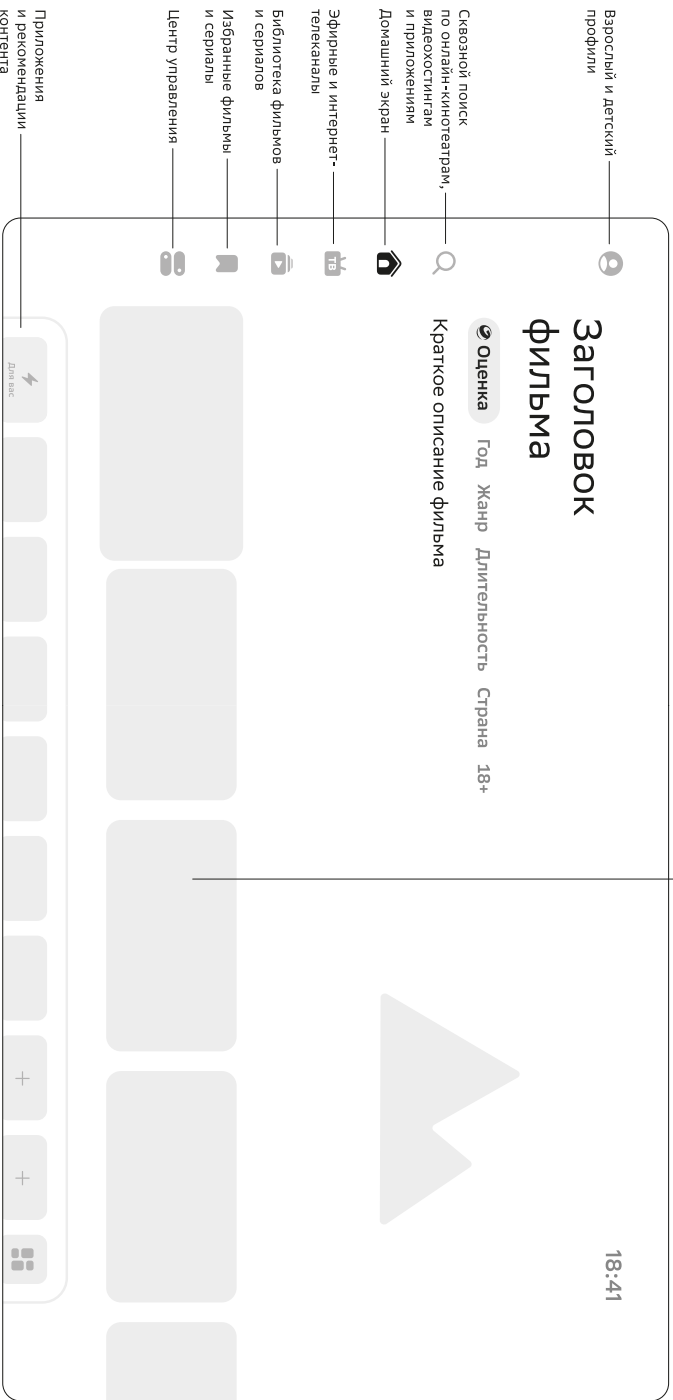 Взрослый и детский
профили
Сквозной поиск
по онлайн-кинотеатрам,
видеохостингам
и приложениям
Домашний экран
Эфирные и интернет-
телеканалы
Библиотека фильмов
и сериалов
Избранные фильмы
и сериалы
Центр управления
Приложения
и рекомендации
контента
ТВ
Заголовок
фильма
Оценка Год Жанр Длительность Страна 18+
Краткое описание фильма
18:41
Для вас